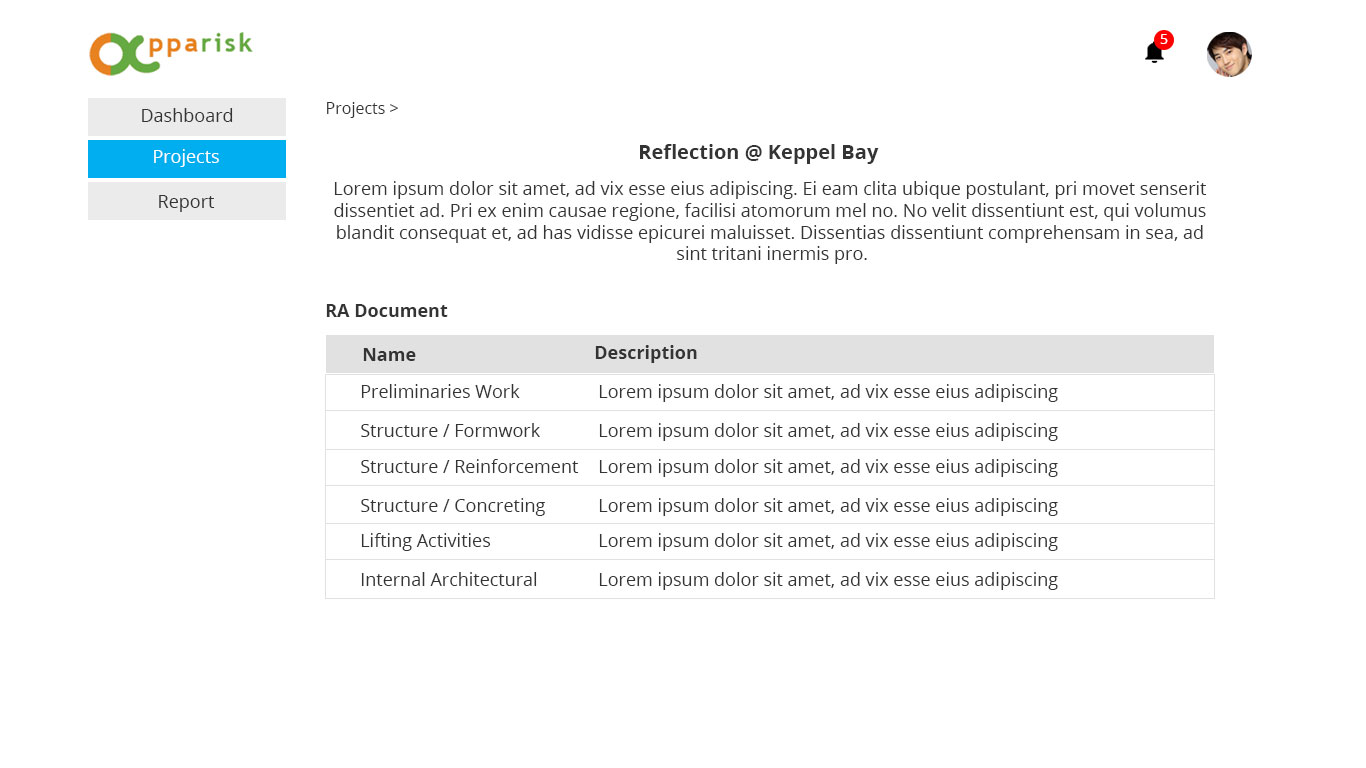 pparisk
5
Dashboard
Projects
Report
Projects >
Reflection @ Keppel Bay
Lorem ipsum dolor sit amet, ad vix esse eius adipiscing. Ei eam clita ubique postulant, pri movet senserit
dissentiet ad. Pri ex enim causae regione, facilisi atomorum mel no. No velit dissentiunt est, qui volumus
blandit consequat et, ad has vidisse epicurei maluisset. Dissentias dissentiunt comprehensam in sea, ad
sint tritani inermis pro.
RA Document
Name Description
Preliminaries Work Lorem ipsum dolor sit amet, ad vix esse eius adipiscing
Structure / Formwork Lorem ipsum dolor sit amet, ad vix esse eius adipiscing
Structure / Reinforcement Lorem ipsum dolor sit amet, ad vix esse eius adipiscing
Structure / Concreting Lorem ipsum dolor sit amet, ad vix esse eius adipiscing
Lifting Activities Lorem ipsum dolor sit amet, ad vix esse eius adipiscing
Internal Architectural Lorem ipsum dolor sit amet, ad vix esse eius adipiscing